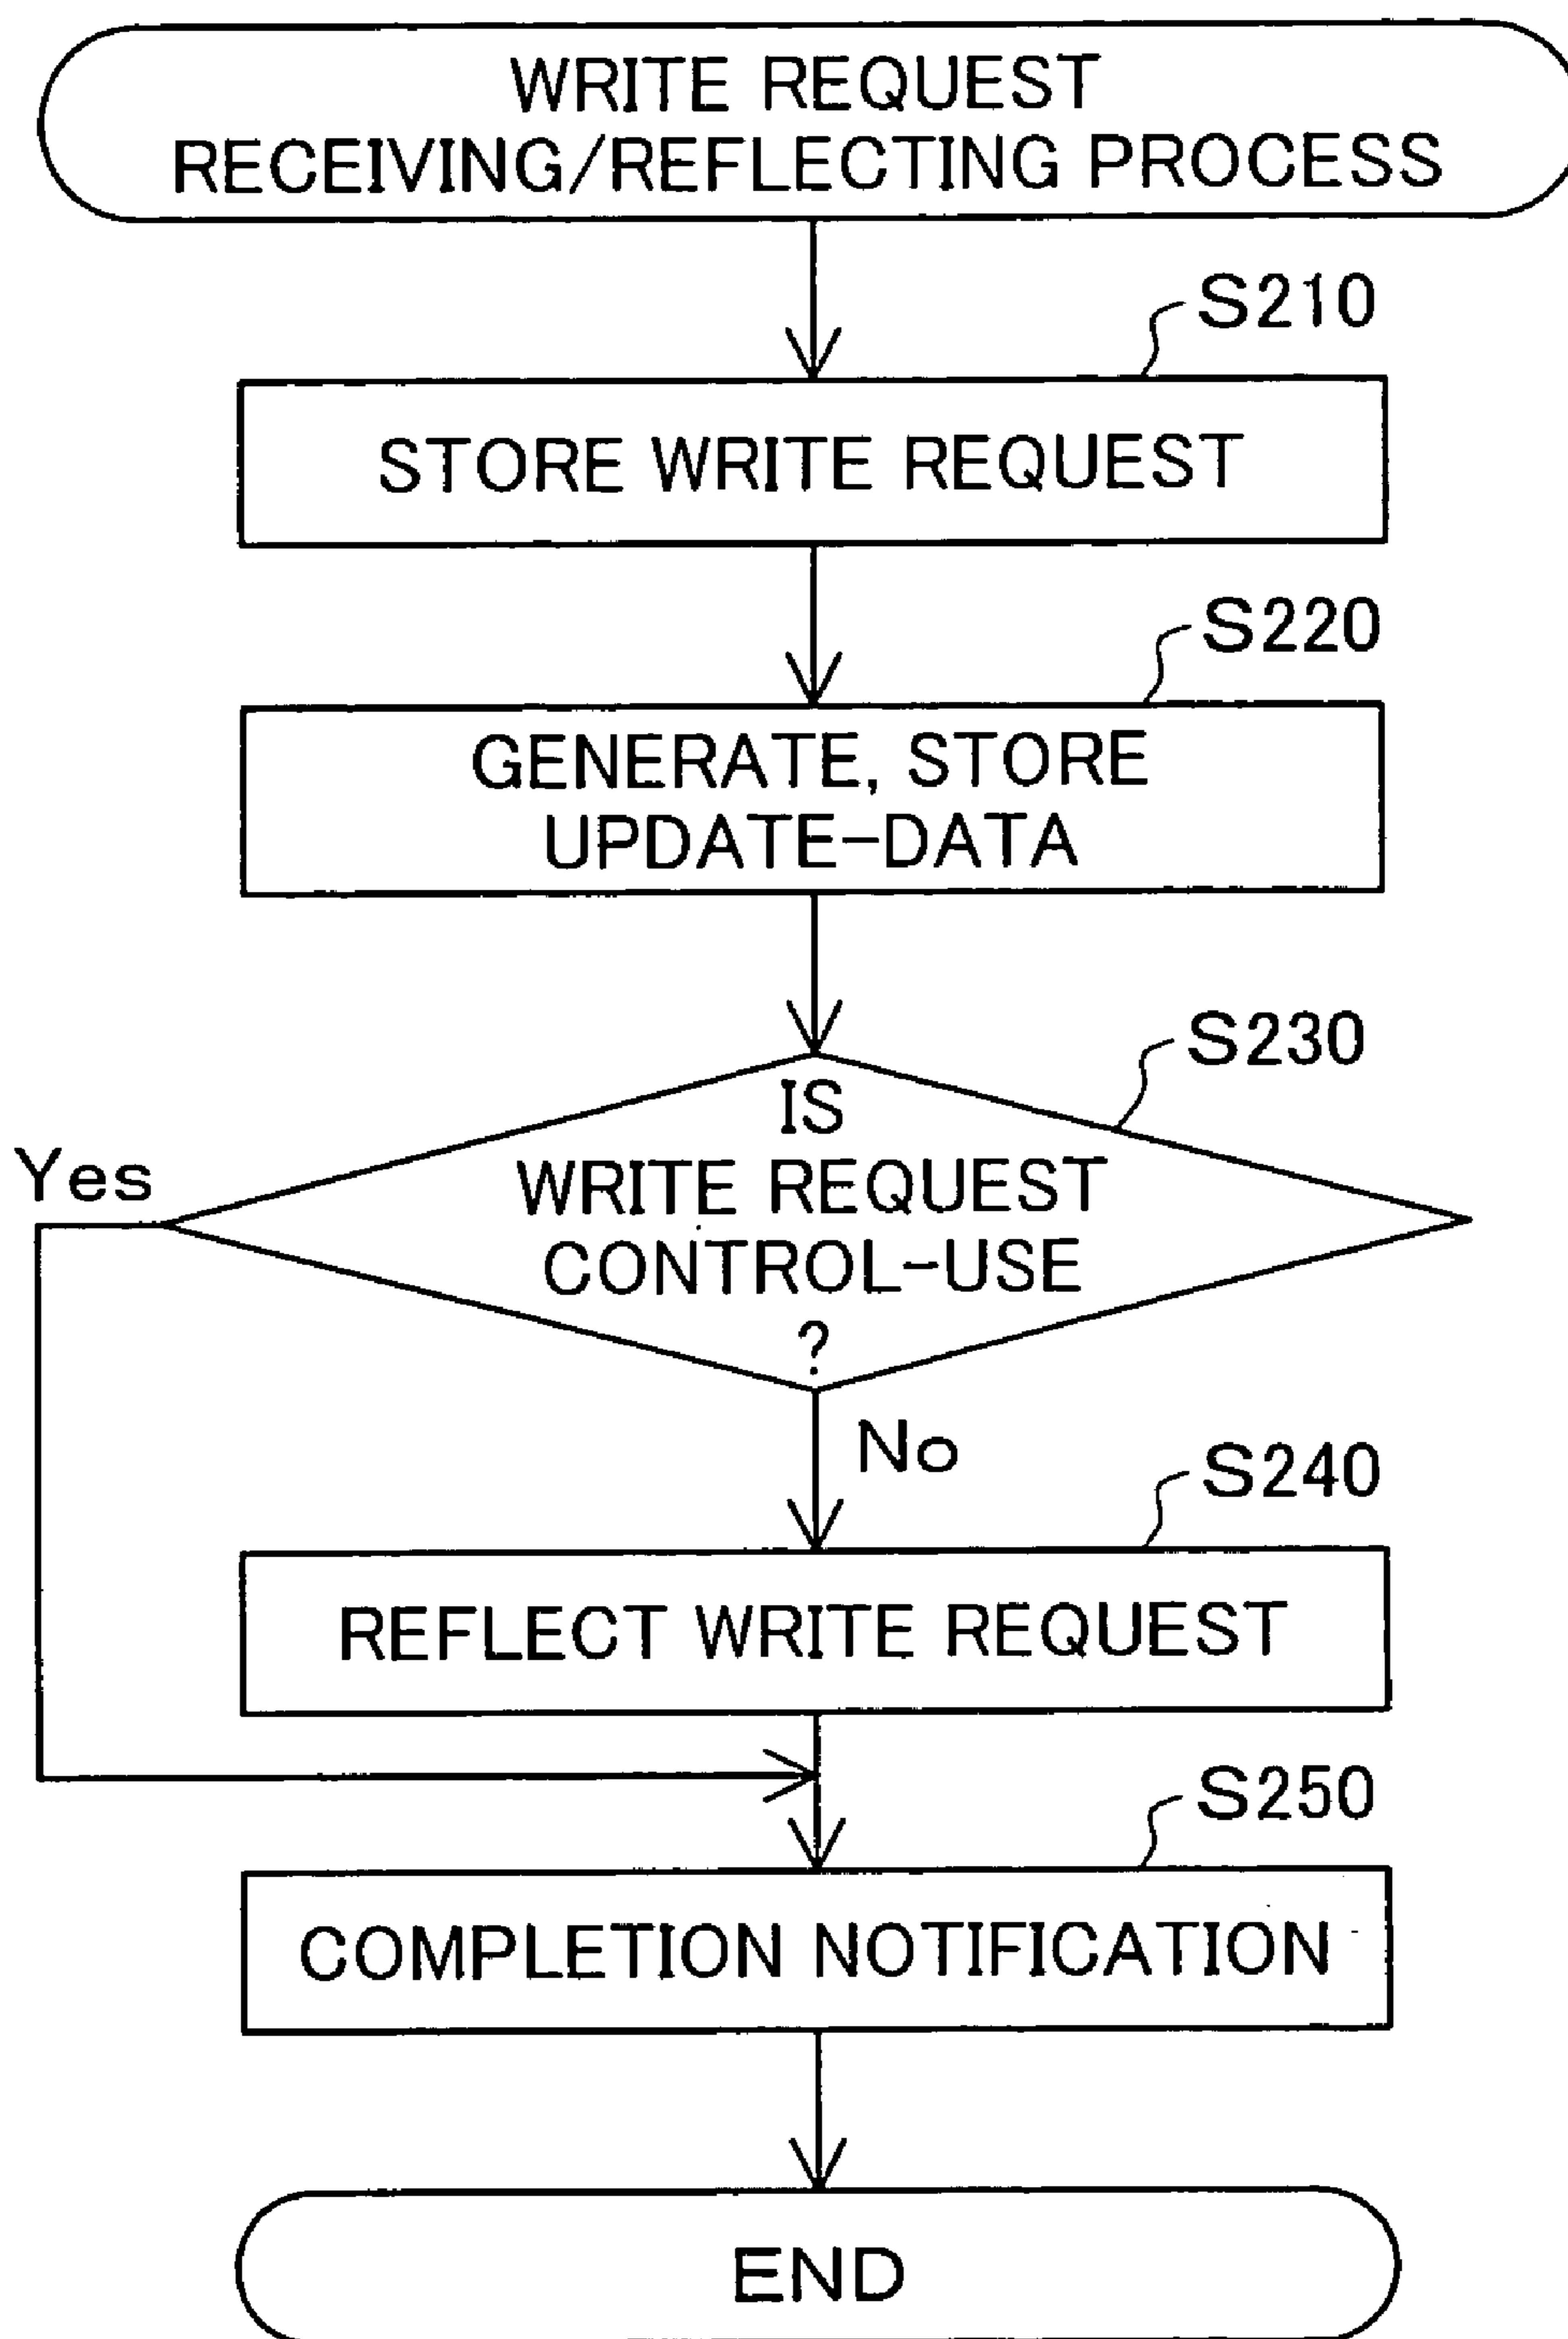 WRITE REQUEST
RECEIVING/REFLECTING PROCESS
S210
STORE WRITE REQUEST
S220
GENERATE, STORE
UPDATE-DATA
S230
IS
WRITE REQUEST
CONTROL-USE
?
Yes
No
S240
REFLECT WRITE REQUEST
S250
COMPLETION NOTIFICATION
END